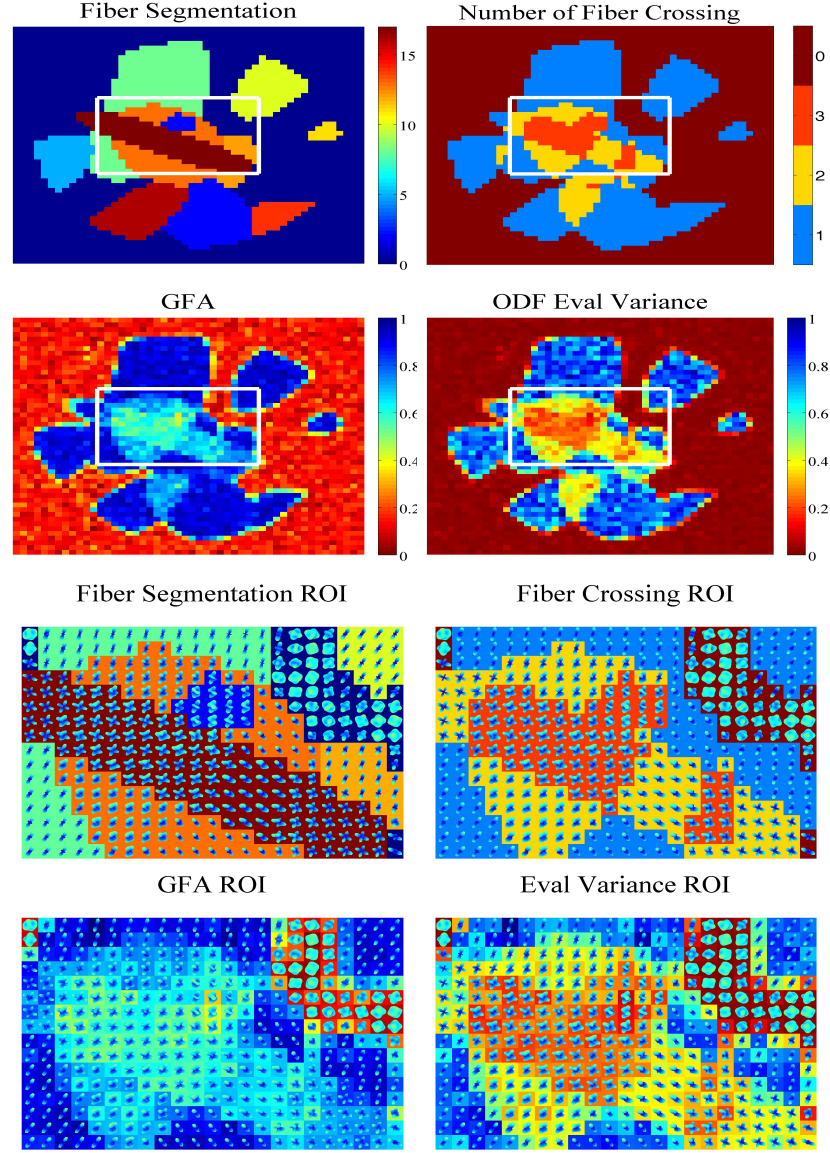 Fiber Segmentation
Number of Fiber Crossing
15
10
5
0
0
3
2
1
GFA
ODF Eval Variance
1
0.8
0.6
0.4
0.2
0
1
0.8
0.6
0.4
0.2
0
Fiber Segmentation ROI
Fiber Crossing ROI
GFA ROI
Eval Variance ROI